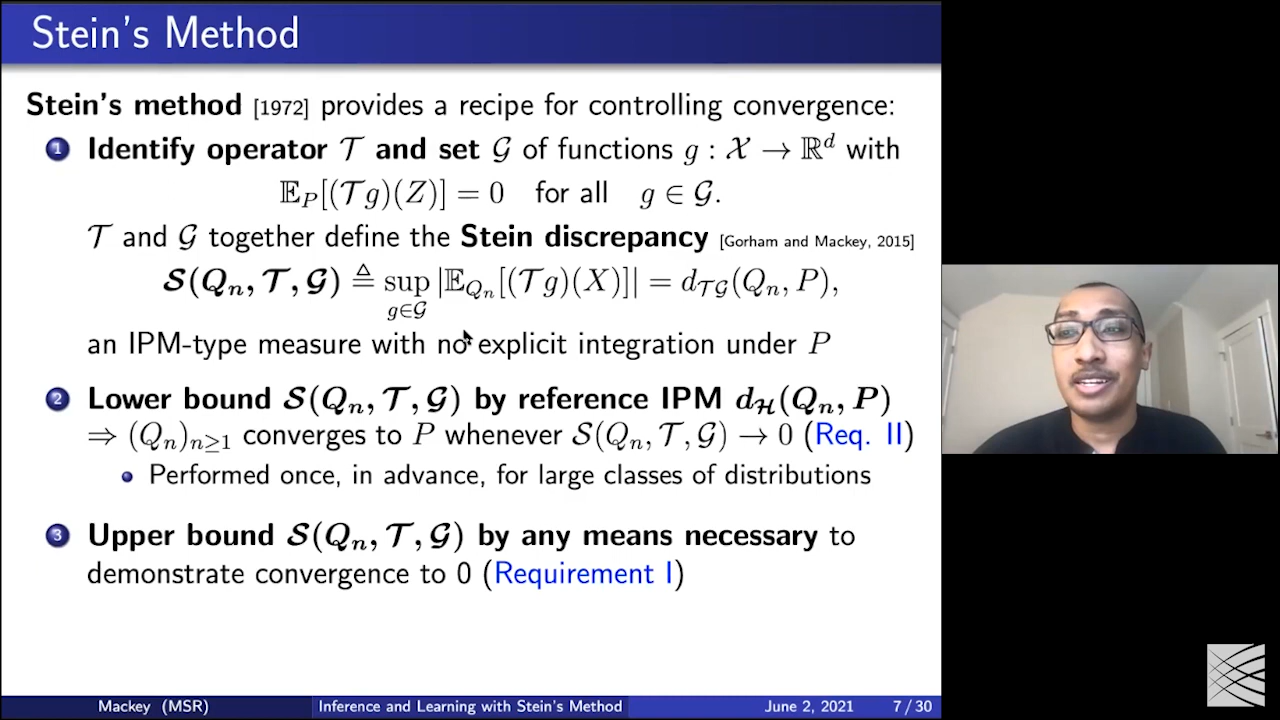 Stein's Method
Stein's method [1972] provides a recipe for controlling convergence:
1 Identify operator 𝒯 and set 𝒢 of functions g : 𝒳 → ℝᵈ with
𝔼_P[(𝒯g)(Z)] = 0 for all g ∈ 𝒢.
𝒯 and 𝒢 together define the Stein discrepancy [Gorham and Mackey, 2015]
𝒮(Q_n, 𝒯, 𝒢) ≜ sup_{g∈𝒢} |𝔼_{Q_n}[(𝒯g)(X)]| = d_{𝒯𝒢}(Q_n, P),
an IPM-type measure with no explicit integration under P
2 Lower bound 𝒮(Q_n, 𝒯, 𝒢) by reference IPM d_ℋ(Q_n, P)
⇒ (Q_n)_{n≥1} converges to P whenever 𝒮(Q_n, 𝒯, 𝒢) → 0 (Req. II)
• Performed once, in advance, for large classes of distributions
3 Upper bound 𝒮(Q_n, 𝒯, 𝒢) by any means necessary to
demonstrate convergence to 0 (Requirement I)
Mackey (MSR) Inference and Learning with Stein's Method June 2, 2021 7 / 30